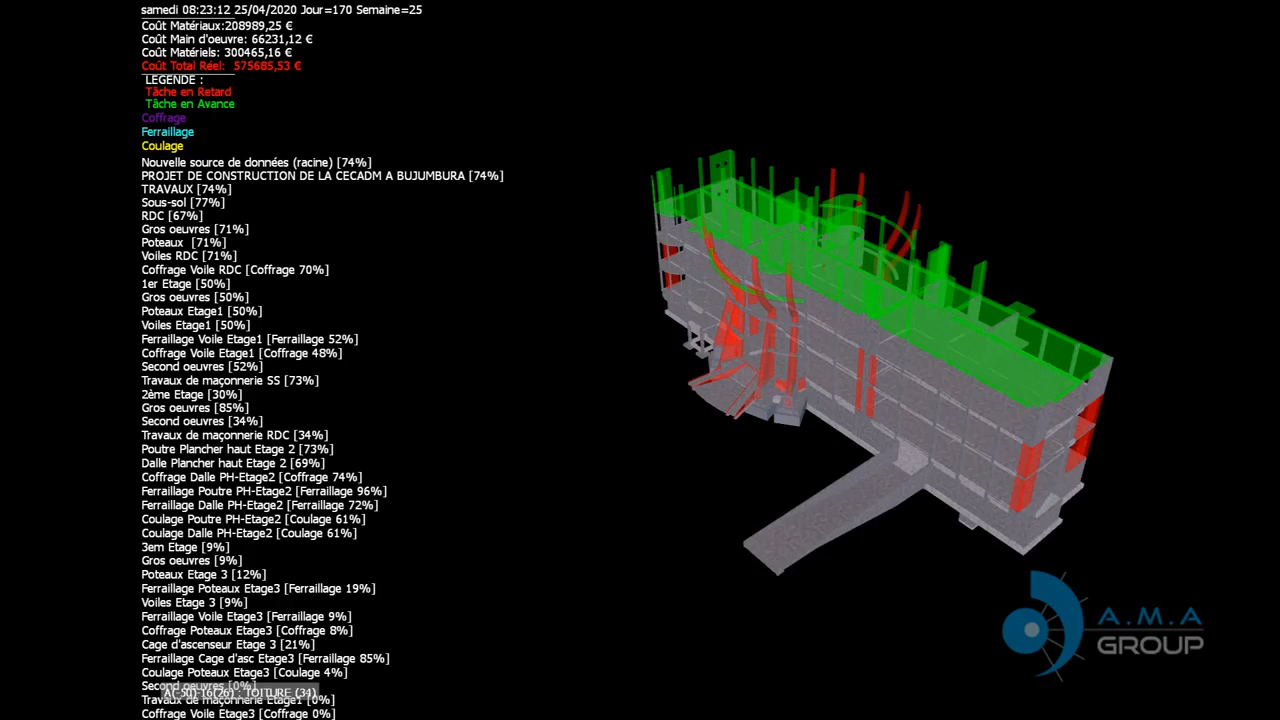 samedi 08:23:12 25/04/2020 Jour=170 Semaine=25
Coût Matériaux:208989,25 €
Coût Main d'oeuvre: 66231,12 €
Coût Matériels: 300465,16 €
Coût Total Réel: 575685,53 €
LEGENDE :
Tâche en Retard
Tâche en Avance
Coffrage
Ferraillage
Coulage
Nouvelle source de données (racine) [74%]
PROJET DE CONSTRUCTION DE LA CECADM A BUJUMBURA [74%]
TRAVAUX [74%]
Sous-sol [77%]
RDC [67%]
Gros oeuvres [71%]
Poteaux [71%]
Voiles RDC [71%]
Coffrage Voile RDC [Coffrage 70%]
1er Etage [50%]
Gros oeuvres [50%]
Poteaux Etage1 [50%]
Voiles Etage1 [50%]
Ferraillage Voile Etage1 [Ferraillage 52%]
Coffrage Voile Etage1 [Coffrage 48%]
Second oeuvres [52%]
Travaux de maçonnerie SS [73%]
2ème Etage [30%]
Gros oeuvres [85%]
Second oeuvres [34%]
Travaux de maçonnerie RDC [34%]
Poutre Plancher haut Etage 2 [73%]
Dalle Plancher haut Etage 2 [69%]
Coffrage Dalle PH-Etage2 [Coffrage 74%]
Ferraillage Poutre PH-Etage2 [Ferraillage 96%]
Ferraillage Dalle PH-Etage2 [Ferraillage 72%]
Coulage Poutre PH-Etage2 [Coulage 61%]
Coulage Dalle PH-Etage2 [Coulage 61%]
3em Etage [9%]
Gros oeuvres [9%]
Poteaux Etage 3 [12%]
Ferraillage Poteaux Etage3 [Ferraillage 19%]
Voiles Etage 3 [9%]
Ferraillage Voile Etage3 [Ferraillage 9%]
Coffrage Poteaux Etage3 [Coffrage 8%]
Cage d'ascenseur Etage 3 [21%]
Ferraillage Cage d'asc Etage3 [Ferraillage 85%]
Coulage Poteaux Etage3 [Coulage 4%]
Second oeuvres [0%]
A(-50)-16(26) : TOITURE (34)
Travaux de maçonnerie Etage1 [0%]
Coffrage Voile Etage3 [Coffrage 0%]
A.M.A
GROUP